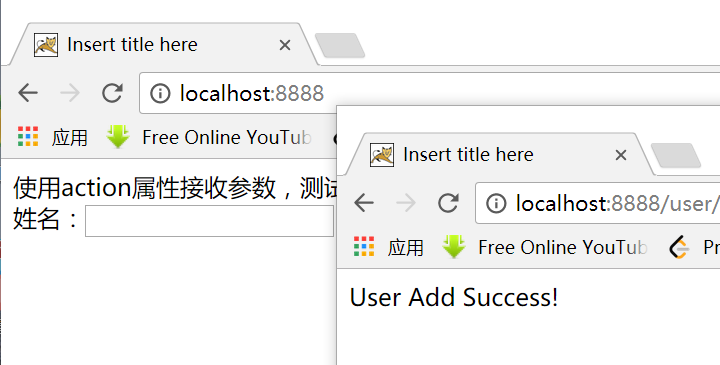 Insert title here
localhost:8888
应用 Free Online YouTub
使用action属性接收参数，测试
姓名：
Insert title here
localhost:8888/user/
应用 Free Online YouTub Pr
User Add Success!